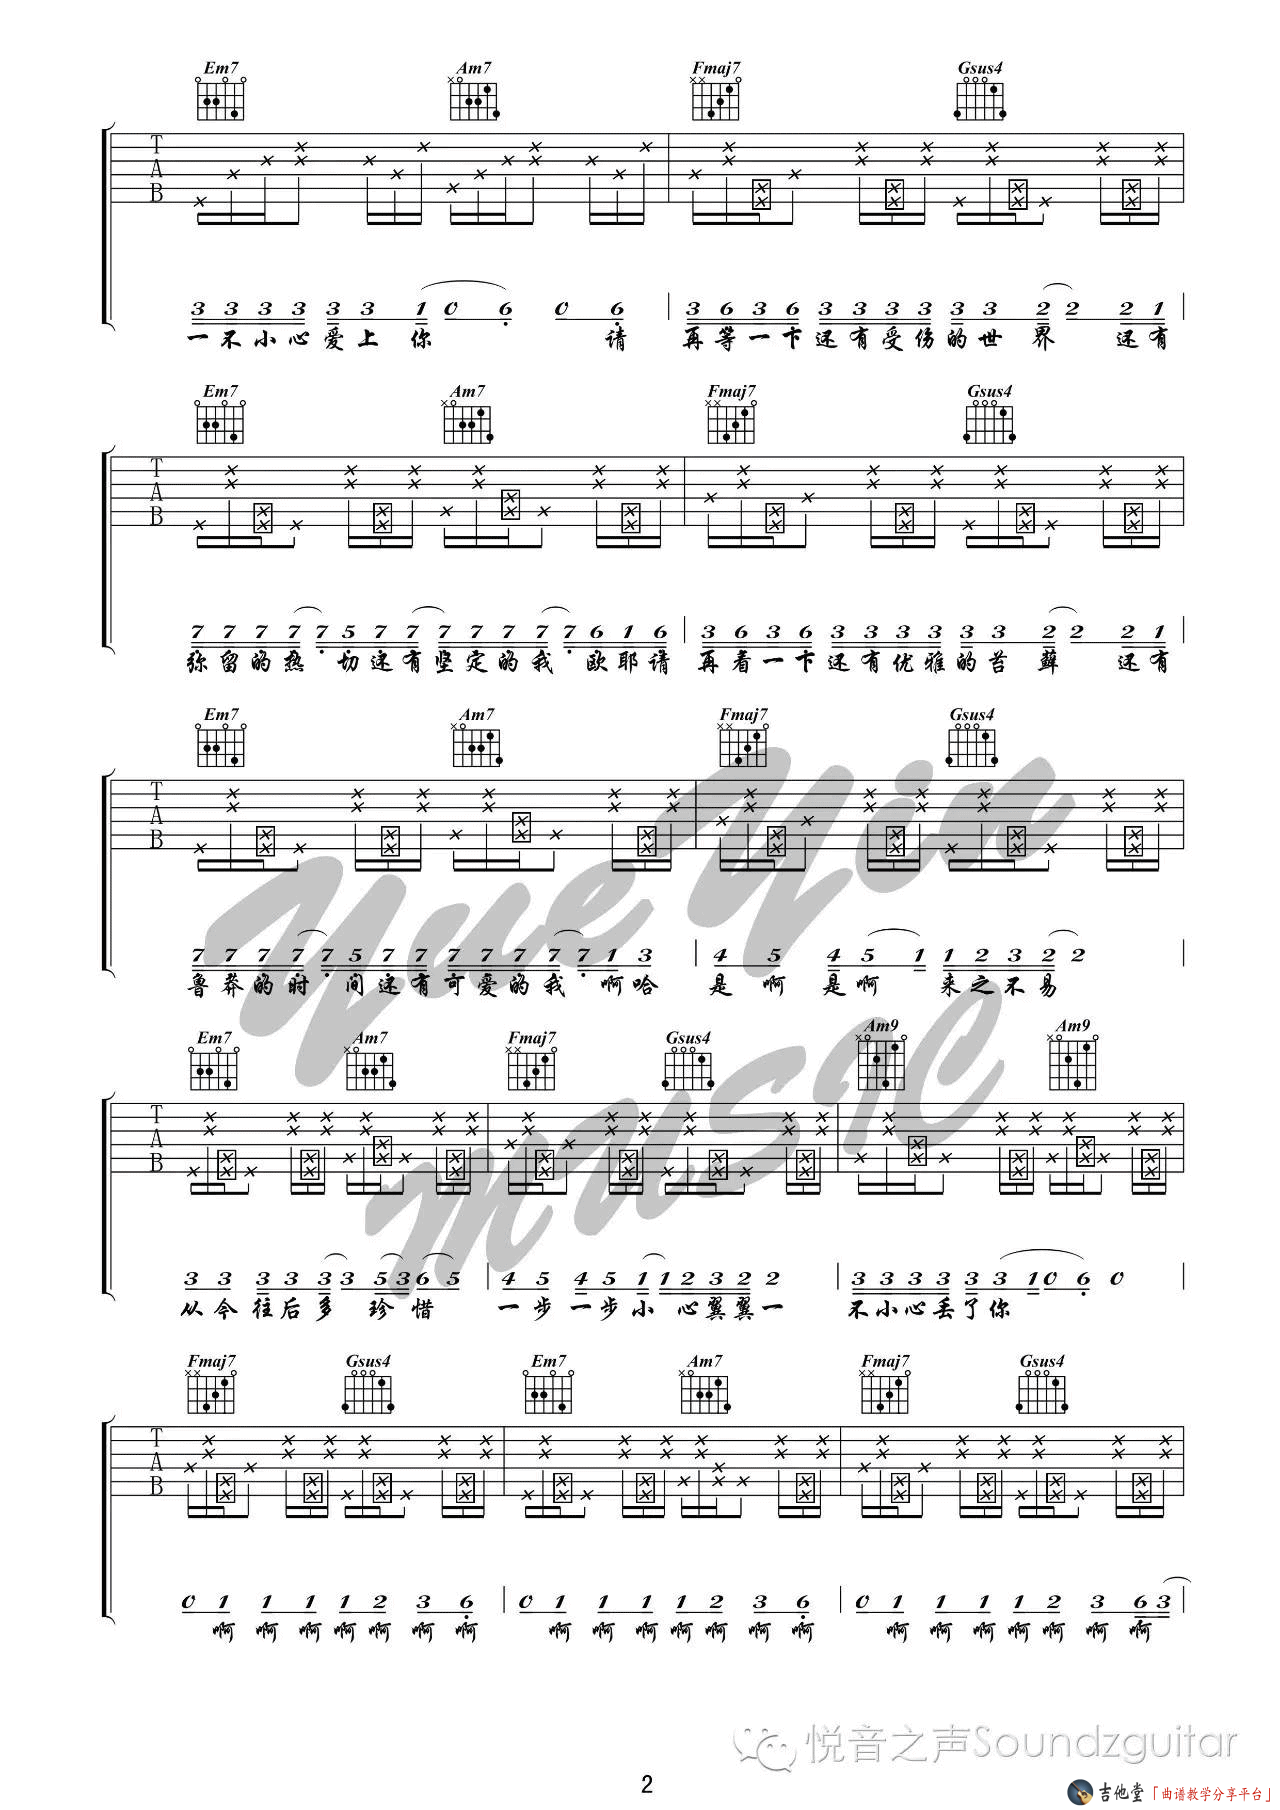 Em7 Am7 Fmaj7 Gsus4
T
A
B
3 3 3 3 3 3 1 0 6 0 6 3 6 3 6 3 3 3 3 3 3 2 2 2 1
一不小心爱上你 请 再等一下还有受伤的世界 还有
Em7 Am7 Fmaj7 Gsus4
T
A
B
7 7 7 7 7 5 7 7 7 7 7 7 6 1 6 3 6 3 6 3 3 3 3 3 3 2 2 2 1
弥留的热切还有坚定的我欧耶请 再看一下还有优雅的苔藓 还有
Em7 Am7 Fmaj7 Gsus4
T
A
B
7 7 7 7 7 5 7 7 7 7 7 7 7 1 3 4 5 4 5 1 1 2 3 2 2
鲁莽的时间还有可爱的我啊哈 是啊是啊 来之不易
Em7 Am7 Fmaj7 Gsus4 Am9 Am9
T
A
B
3 3 3 3 3 3 5 3 6 5 4 5 4 5 1 1 2 3 2 2 3 3 3 3 3 1 0 6 0
从今往后多珍惜 一步一步小心翼翼一 不小心丢了你
Fmaj7 Gsus4 Em7 Am7 Fmaj7 Gsus4
T
A
B
0 1 1 1 1 2 3 6 0 1 1 1 1 2 3 6 0 1 1 1 1 2 3 6 3
啊 啊 啊 啊 啊 啊 啊 啊 啊 啊 啊 啊 啊 啊 啊 啊 啊 啊 啊 啊 啊
YueYin
MUSIC
悦音之声Soundzguitar
2
吉他堂「曲谱教学分享平台」